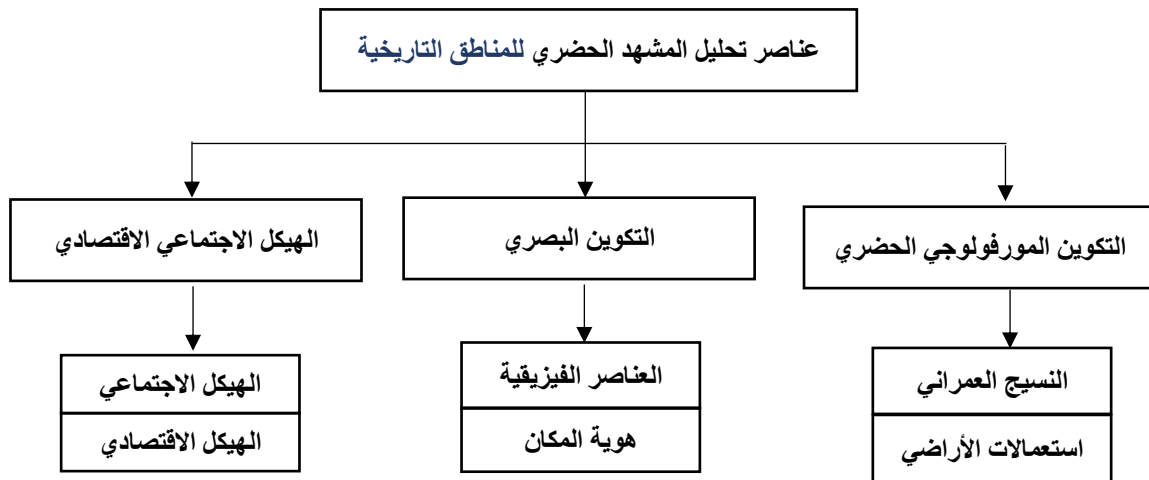 عناصر تحليل المشهد الحضري للمناطق التاريخية
التكوين المورفولوجي الحضري
التكوين البصري
الهيكل الاجتماعي الاقتصادي
النسيج العمراني
استعمالات الأراضي
العناصر الفيزيقية
هوية المكان
الهيكل الاجتماعي
الهيكل الاقتصادي